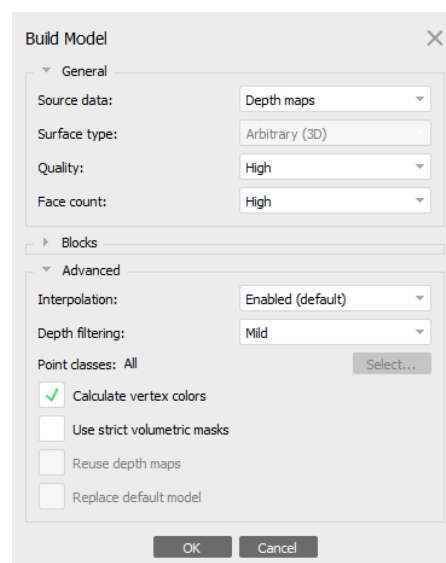 Build Model
General
Source data: Depth maps
Surface type: Arbitrary (3D)
Quality: High
Face count: High
Blocks
Advanced
Interpolation: Enabled (default)
Depth filtering: Mild
Point classes: All Select...
Calculate vertex colors
Use strict volumetric masks
Reuse depth maps
Replace default model
OK Cancel